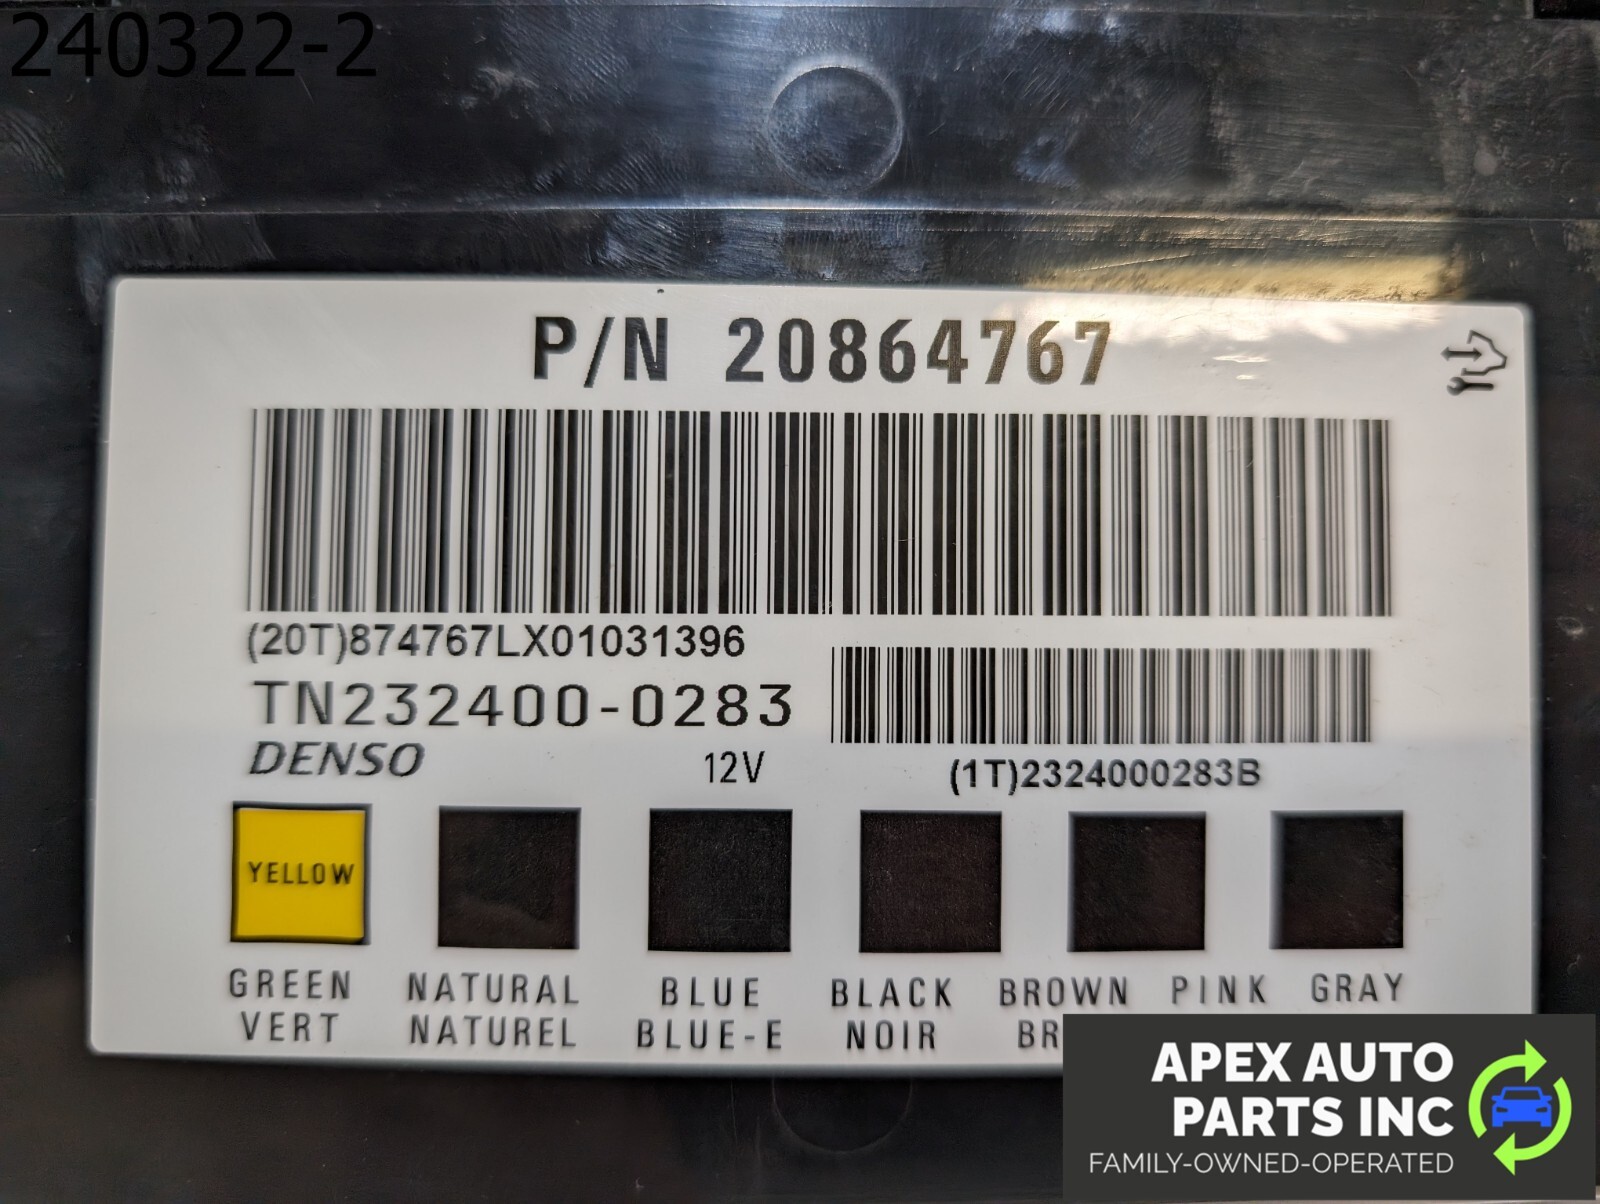 240322-2
P/N 20864767
(20T)874767LX01031396
TN232400-0283
DENSO 12V
(1T)2324000283B
YELLOW
GREEN NATURAL BLUE BLACK BROWN PINK GRAY
VERT NATUREL BLUE-E NOIR BR
APEX AUTO
PARTS INC
FAMILY-OWNED-OPERATED